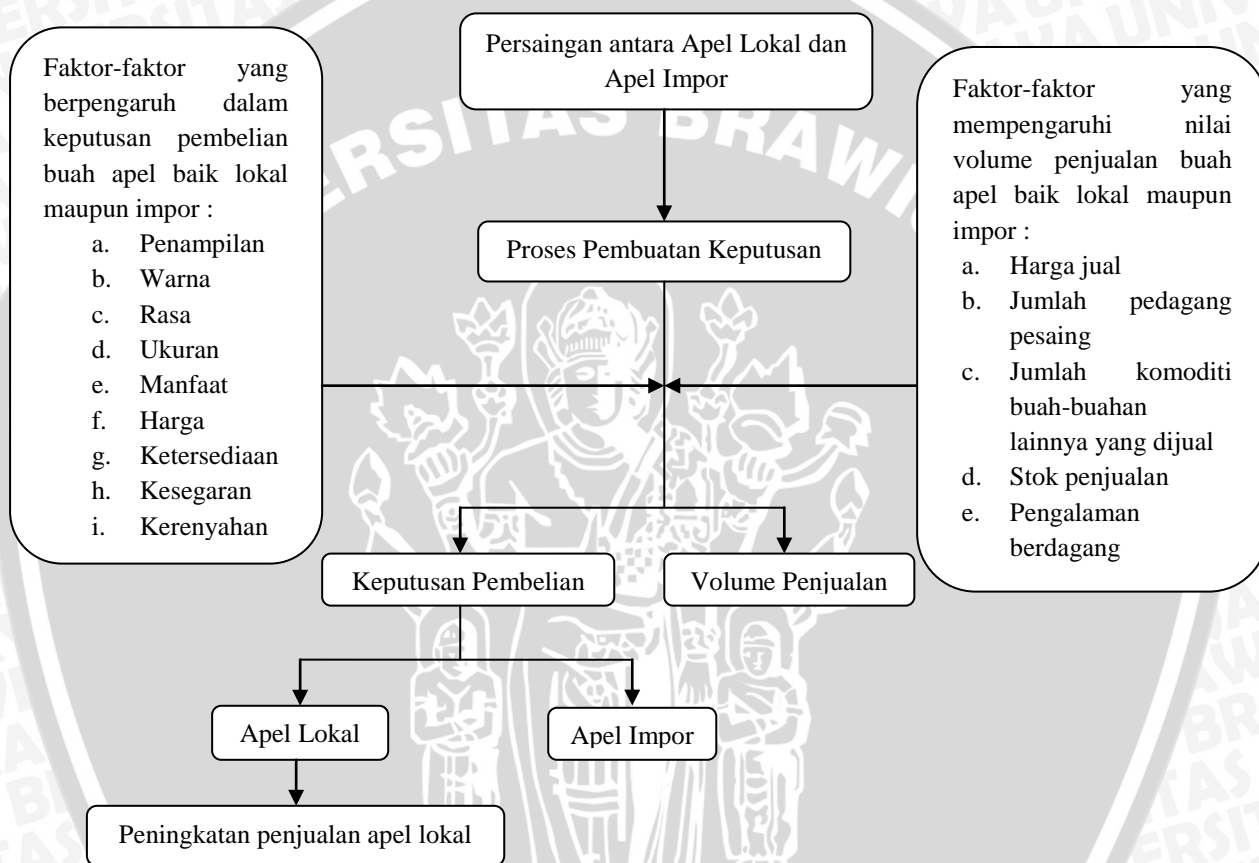 Persaingan antara Apel Lokal dan
Apel Impor
Faktor-faktor yang
berpengaruh dalam
keputusan pembelian
buah apel baik lokal
maupun impor :
a. Penampilan
b. Warna
c. Rasa
d. Ukuran
e. Manfaat
f. Harga
g. Ketersediaan
h. Kesegaran
i. Kerenyahan
Faktor-faktor yang
mempengaruhi nilai
volume penjualan buah
apel baik lokal maupun
impor :
a. Harga jual
b. Jumlah pedagang
pesaing
c. Jumlah komoditi
buah-buahan
lainnya yang dijual
d. Stok penjualan
e. Pengalaman
berdagang
Proses Pembuatan Keputusan
Keputusan Pembelian
Volume Penjualan
Apel Lokal
Apel Impor
Peningkatan penjualan apel lokal